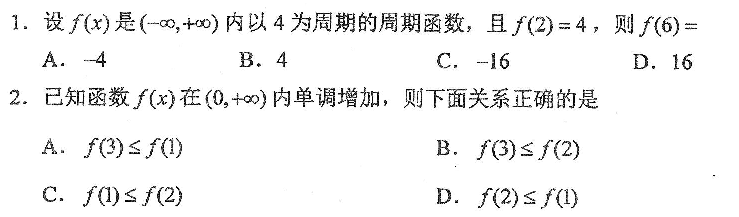 1．设 f(x) 是 (−∞,+∞) 内以 4 为周期的周期函数，且 f(2) = 4，则 f(6) =
A．−4 B．4 C．−16 D．16
2．已知函数 f(x) 在 (0,+∞) 内单调增加，则下面关系正确的是
A．f(3) ≤ f(1) B．f(3) ≤ f(2)
C．f(1) ≤ f(2) D．f(2) ≤ f(1)